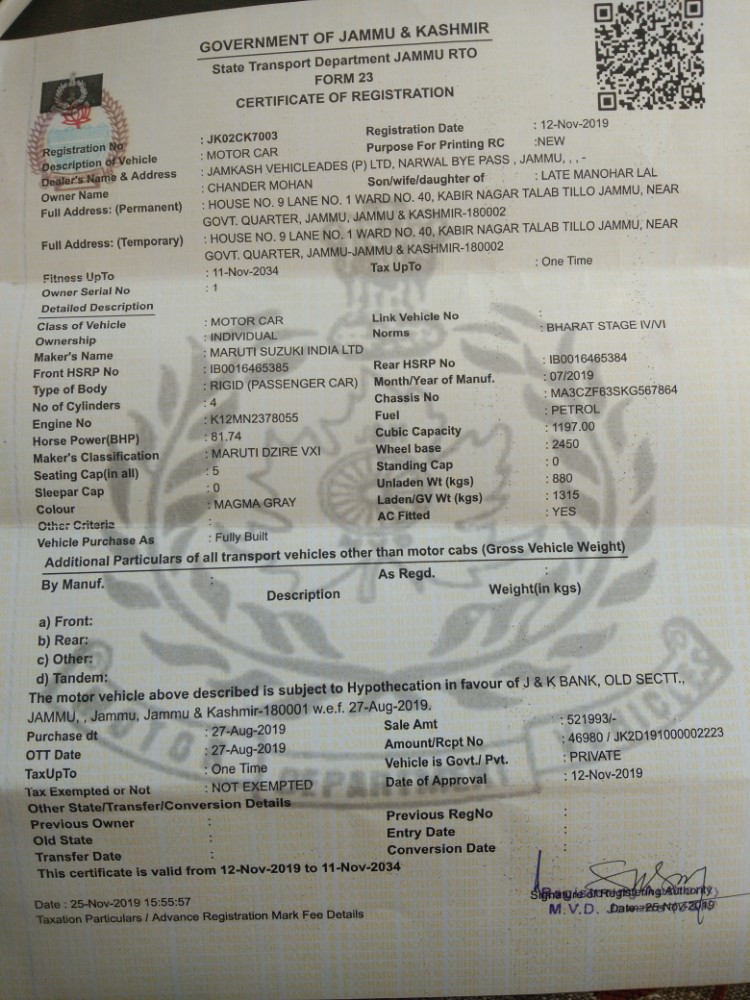 GOVERNMENT OF JAMMU & KASHMIR
State Transport Department JAMMU RTO
FORM 23
CERTIFICATE OF REGISTRATION
Registration No : JK02CK7003 Registration Date : 12-Nov-2019
Description of Vehicle : MOTOR CAR Purpose For Printing RC :NEW
Dealer's Name & Address : JAMKASH VEHICLEADES (P) LTD, NARWAL BYE PASS , JAMMU, , , -
Owner Name : CHANDER MOHAN Son/wife/daughter of : LATE MANOHAR LAL
Full Address: (Permanent) : HOUSE NO. 9 LANE NO. 1 WARD NO. 40, KABIR NAGAR TALAB TILLO JAMMU, NEAR
GOVT. QUARTER, JAMMU, JAMMU & KASHMIR-180002
Full Address: (Temporary) : HOUSE NO. 9 LANE NO. 1 WARD NO. 40, KABIR NAGAR TALAB TILLO JAMMU, NEAR
GOVT. QUARTER, JAMMU-JAMMU & KASHMIR-180002
Fitness UpTo : 11-Nov-2034 Tax UpTo : One Time
Owner Serial No : 1
Detailed Description
Class of Vehicle : MOTOR CAR Link Vehicle No :
Ownership : INDIVIDUAL Norms : BHARAT STAGE IV/VI
Maker's Name : MARUTI SUZUKI INDIA LTD
Front HSRP No : IB0016465385 Rear HSRP No : IB0016465384
Type of Body : RIGID (PASSENGER CAR) Month/Year of Manuf. : 07/2019
No of Cylinders : 4 Chassis No : MA3CZF63SKG567864
Engine No : K12MN2378055 Fuel : PETROL
Horse Power(BHP) : 81.74 Cubic Capacity : 1197.00
Maker's Classification : MARUTI DZIRE VXI Wheel base : 2450
Seating Cap(in all) : 5 Standing Cap : 0
Sleepar Cap : 0 Unladen Wt (kgs) : 880
Colour : MAGMA GRAY Laden/GV Wt (kgs) : 1315
Other Criteria : AC Fitted : YES
Vehicle Purchase As : Fully Built
Additional Particulars of all transport vehicles other than motor cabs (Gross Vehicle Weight)
By Manuf. : As Regd. :
Description Weight(in kgs)
a) Front:
b) Rear:
c) Other:
d) Tandem:
The motor vehicle above described is subject to Hypothecation in favour of J & K BANK, OLD SECTT.,
JAMMU, , Jammu, Jammu & Kashmir-180001 w.e.f. 27-Aug-2019.
Purchase dt : 27-Aug-2019 Sale Amt : 521993/-
OTT Date : 27-Aug-2019 Amount/Rcpt No : 46980 / JK2D191000002223
TaxUpTo : One Time Vehicle is Govt./ Pvt. : PRIVATE
Tax Exempted or Not : NOT EXEMPTED Date of Approval : 12-Nov-2019
Other State/Transfer/Conversion Details
Previous Owner : Previous RegNo :
Old State : Entry Date :
Transfer Date : Conversion Date :
This certificate is valid from 12-Nov-2019 to 11-Nov-2034
Signature of Registering Authority
M.V.D. Date: 25-Nov-2019
Date : 25-Nov-2019 15:55:57
Taxation Particulars / Advance Registration Mark Fee Details